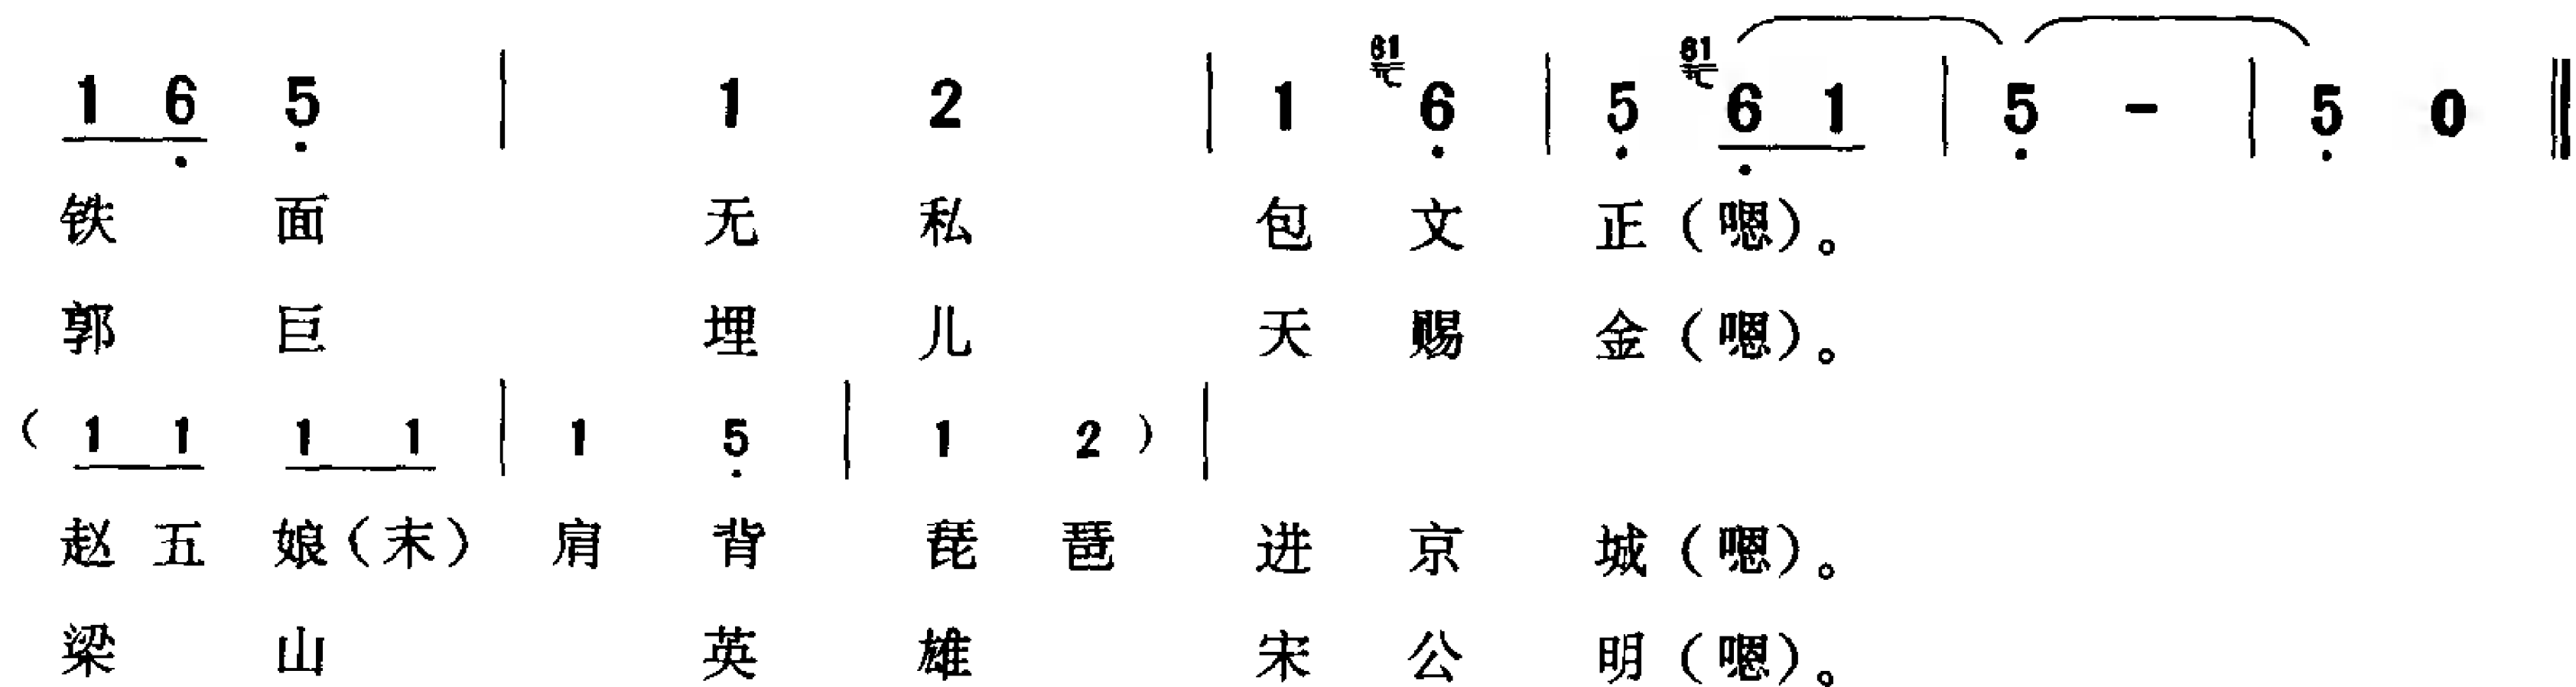 1 6̣ 5̣ | 1 2 | 1 61 6̣ | 5̣ 61 6̣ 1 | 5̣ - | 5̣ 0 ‖
铁 面 无 私 包 文 正（嗯）。
郭 巨 埋 儿 天 赐 金（嗯）。
（ 1 1 1 1 | 1 5̣ | 1 2 ） |
赵 五 娘（末） 肩 背 琵 琶 进 京 城（嗯）。
梁 山 英 雄 宋 公 明（嗯）。